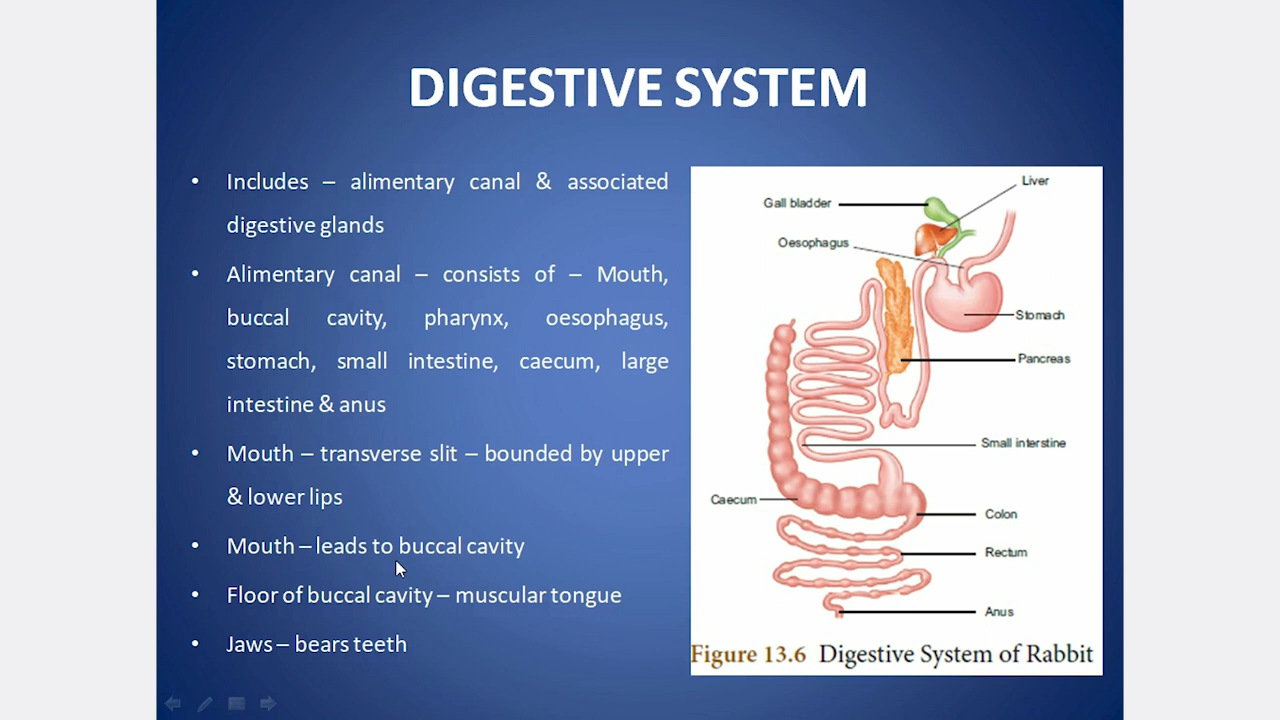 DIGESTIVE SYSTEM
• Includes – alimentary canal & associated
digestive glands
• Alimentary canal – consists of – Mouth,
buccal cavity, pharynx, oesophagus,
stomach, small intestine, caecum, large
intestine & anus
• Mouth – transverse slit – bounded by upper
& lower lips
• Mouth – leads to buccal cavity
• Floor of buccal cavity – muscular tongue
• Jaws – bears teeth
Liver
Gall bladder
Oesophagus
Stomach
Pancreas
Small interstine
Caecum
Colon
Rectum
Anus
Figure 13.6 Digestive System of Rabbit